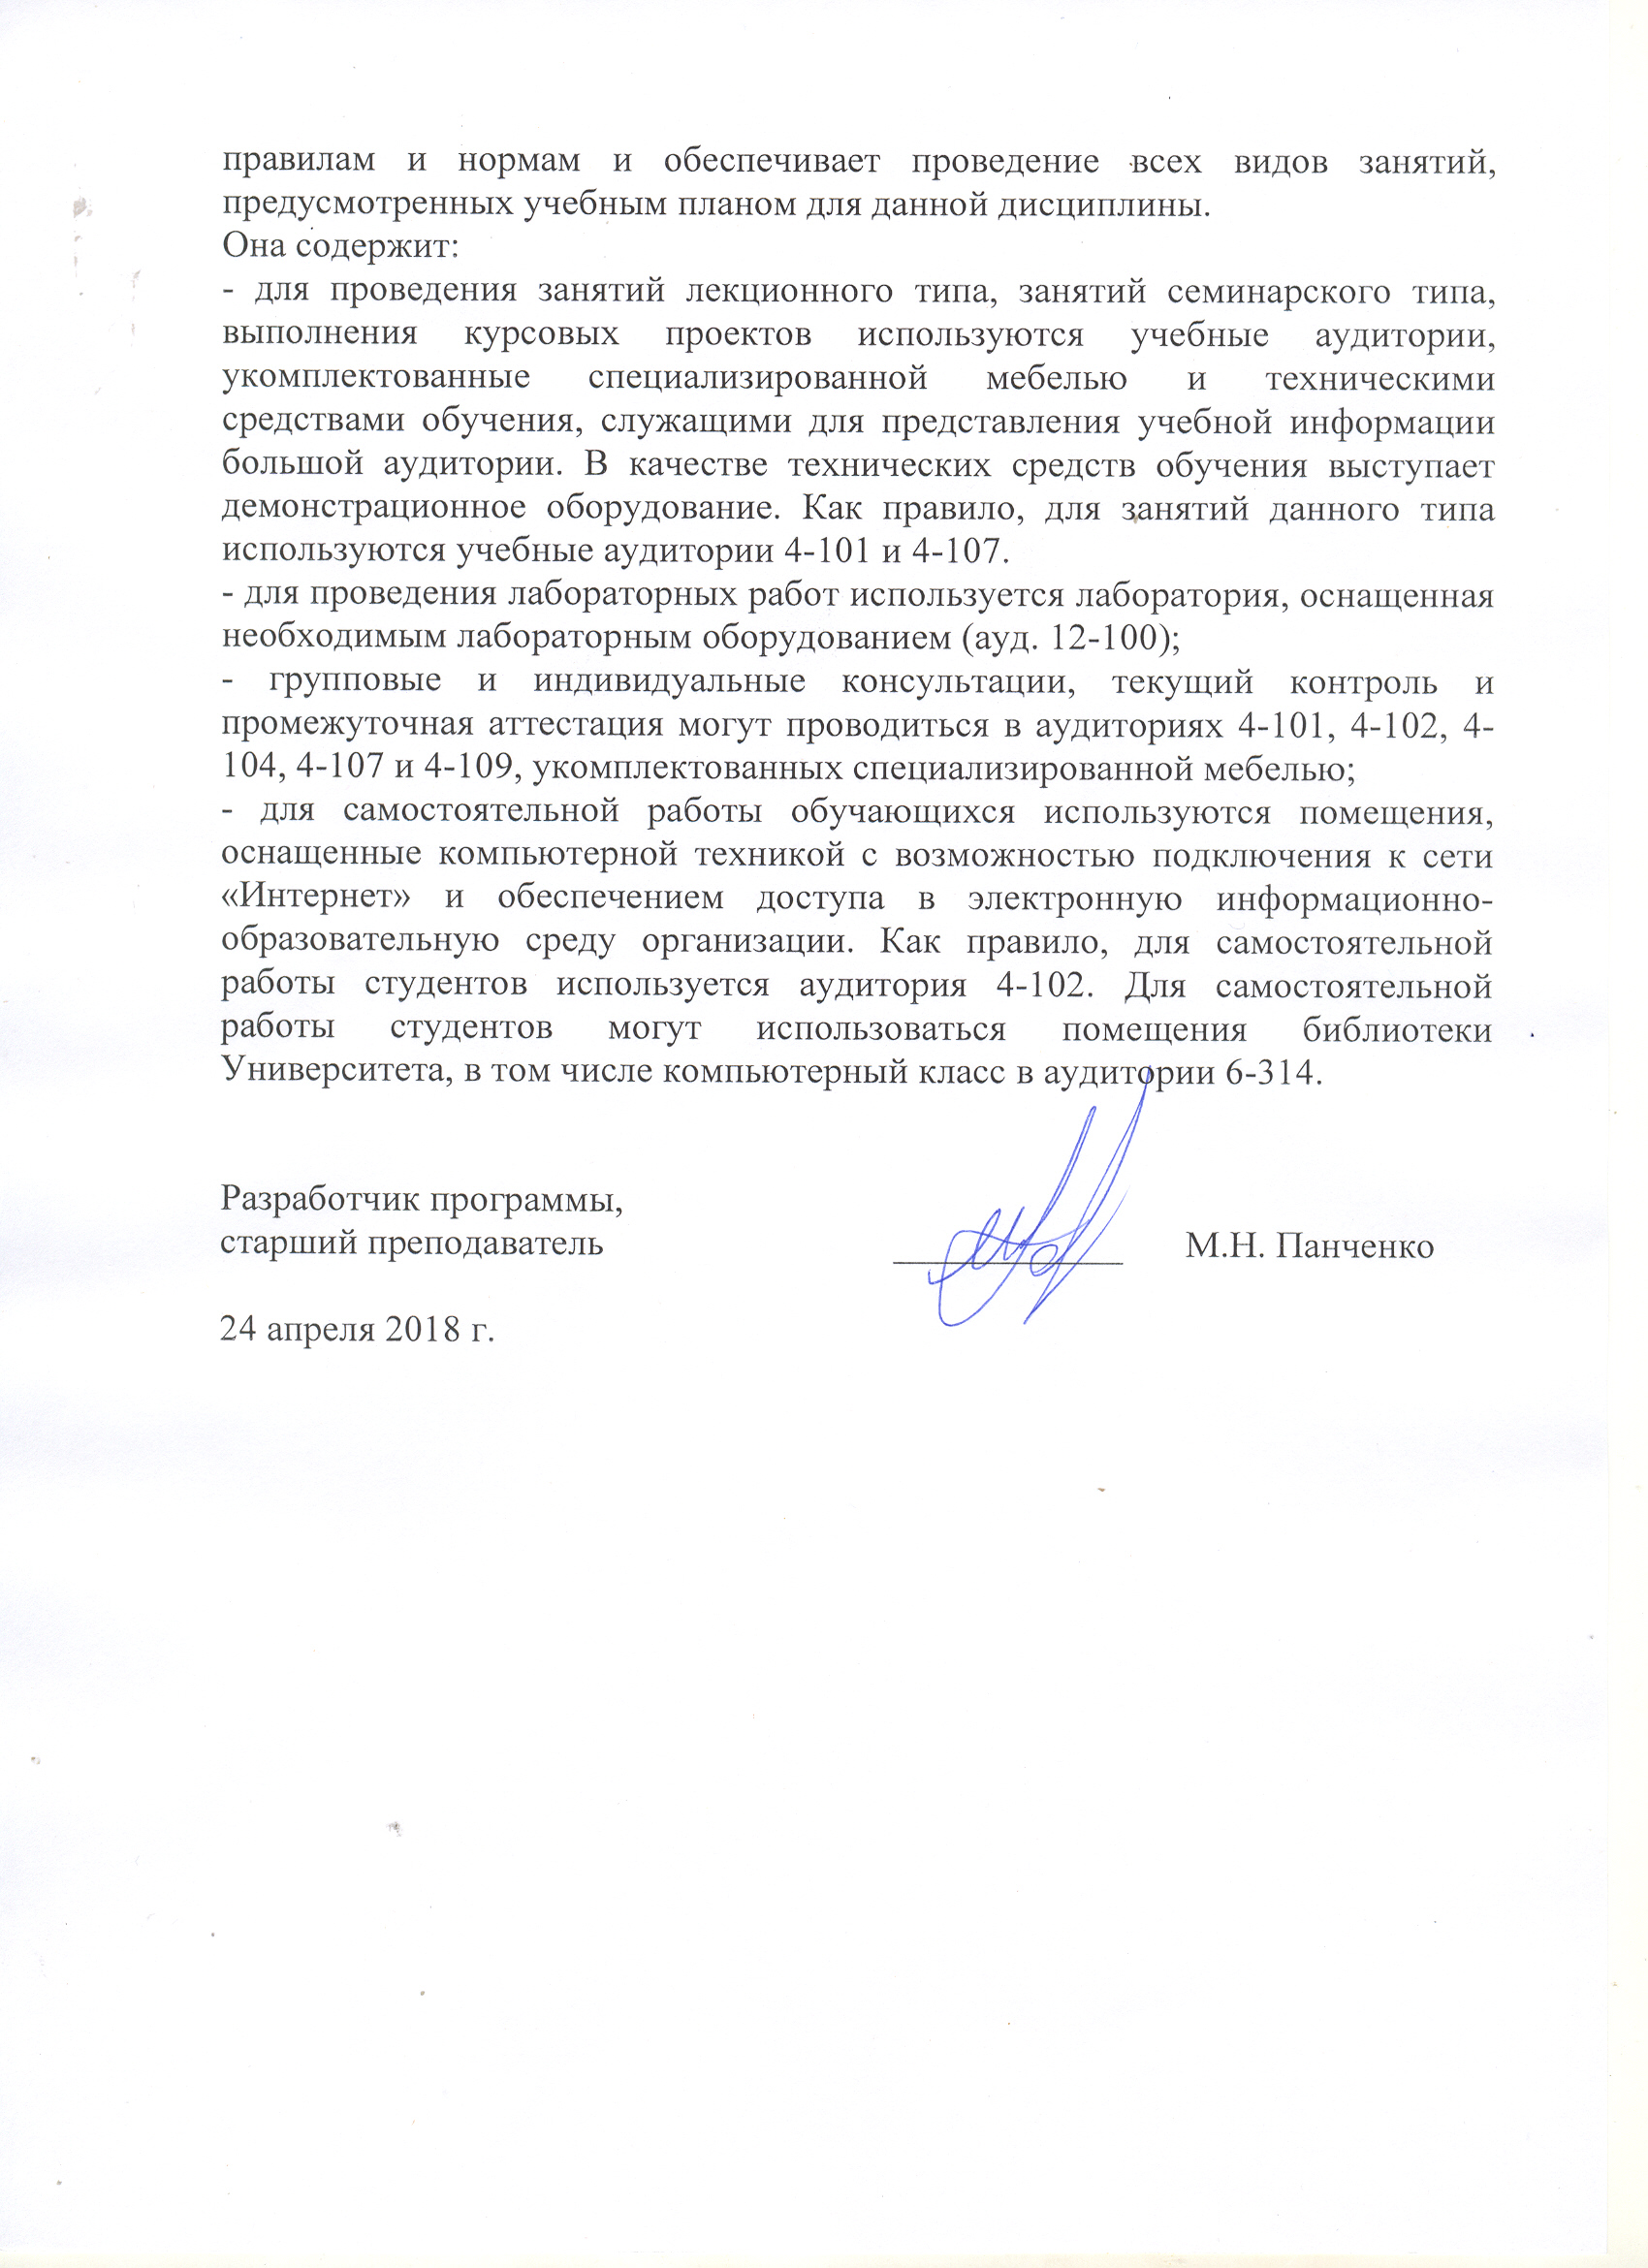 правилам и нормам и обеспечивает проведение всех видов занятий,
предусмотренных учебным планом для данной дисциплины.
Она содержит:
- для проведения занятий лекционного типа, занятий семинарского типа,
выполнения курсовых проектов используются учебные аудитории,
укомплектованные специализированной мебелью и техническими
средствами обучения, служащими для представления учебной информации
большой аудитории. В качестве технических средств обучения выступает
демонстрационное оборудование. Как правило, для занятий данного типа
используются учебные аудитории 4-101 и 4-107.
- для проведения лабораторных работ используется лаборатория, оснащенная
необходимым лабораторным оборудованием (ауд. 12-100);
- групповые и индивидуальные консультации, текущий контроль и
промежуточная аттестация могут проводиться в аудиториях 4-101, 4-102, 4-
104, 4-107 и 4-109, укомплектованных специализированной мебелью;
- для самостоятельной работы обучающихся используются помещения,
оснащенные компьютерной техникой с возможностью подключения к сети
«Интернет» и обеспечением доступа в электронную информационно-
образовательную среду организации. Как правило, для самостоятельной
работы студентов используется аудитория 4-102. Для самостоятельной
работы студентов могут использоваться помещения библиотеки
Университета, в том числе компьютерный класс в аудитории 6-314.
Разработчик программы,
старший преподаватель М.Н. Панченко
24 апреля 2018 г.